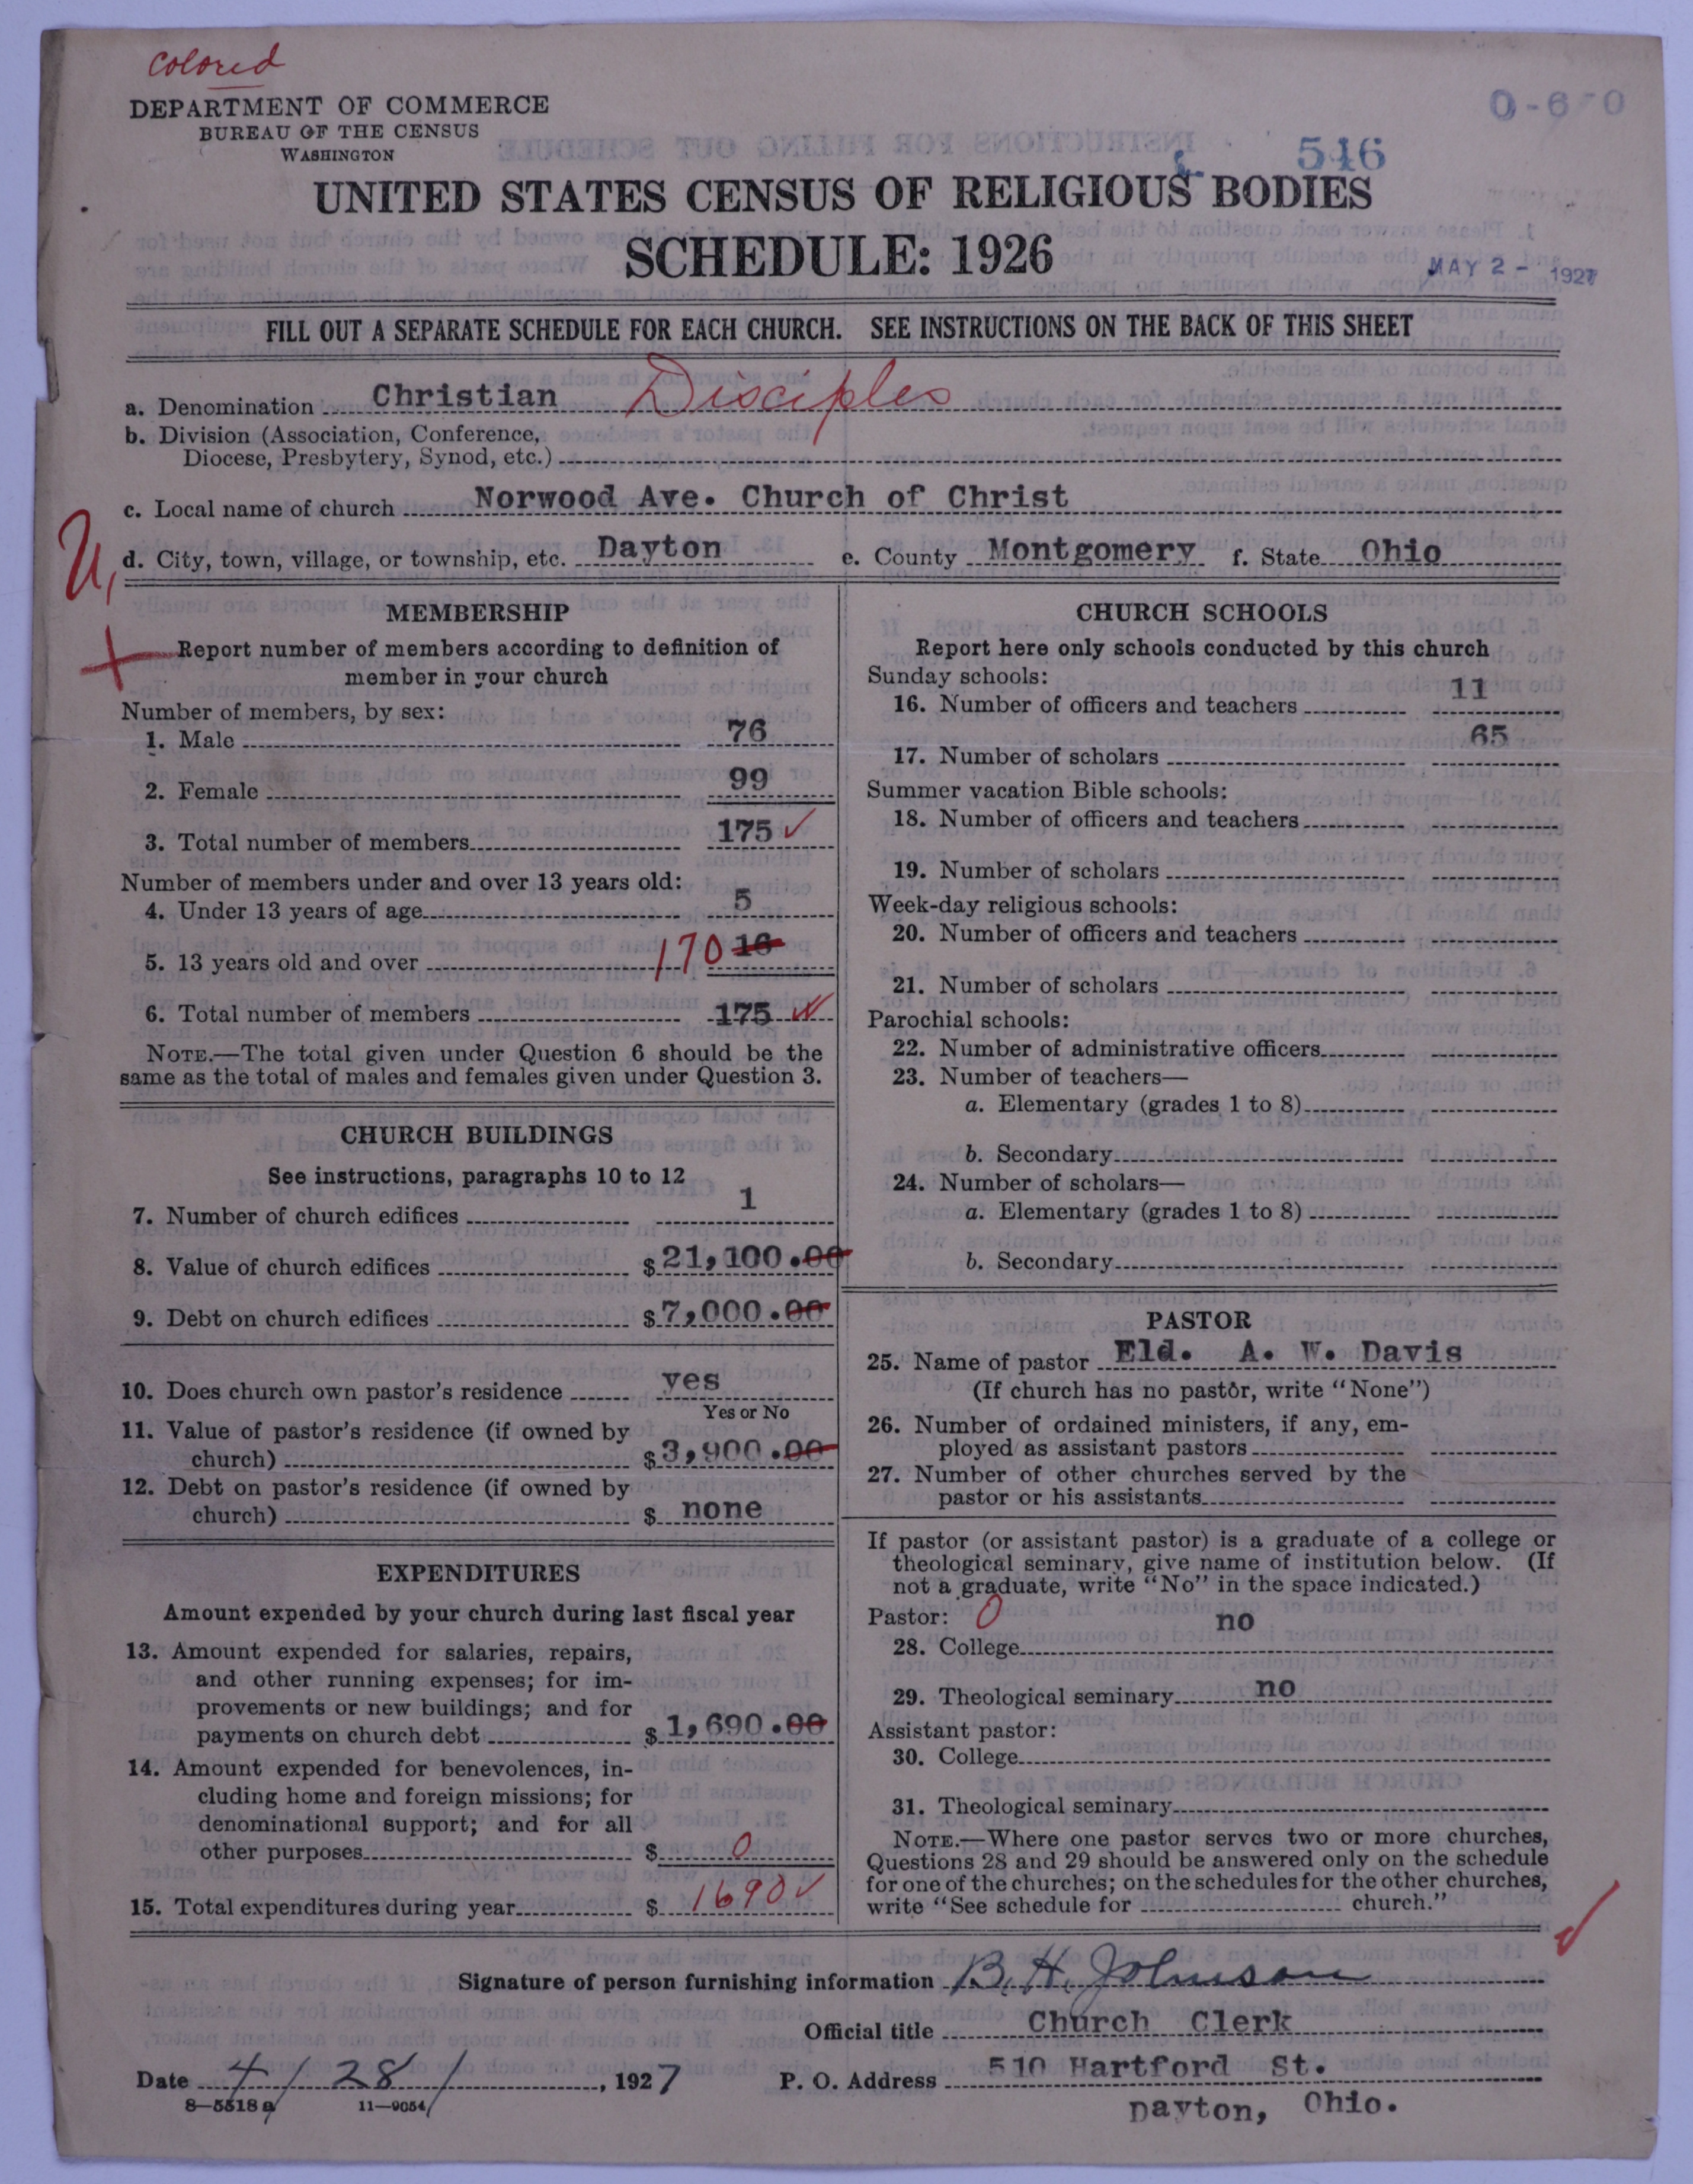 colored
DEPARTMENT OF COMMERCE
BUREAU OF THE CENSUS
WASHINGTON
546
UNITED STATES CENSUS OF RELIGIOUS BODIES
SCHEDULE: 1926
MAY 2 - 1927
FILL OUT A SEPARATE SCHEDULE FOR EACH CHURCH. SEE INSTRUCTIONS ON THE BACK OF THIS SHEET
a. Denomination Christian Disciples
b. Division (Association, Conference,
Diocese, Presbytery, Synod, etc.)
c. Local name of church Norwood Ave. Church of Christ
d. City, town, village, or township, etc. Dayton e. County Montgomery f. State Ohio
MEMBERSHIP
Report number of members according to definition of
member in your church
Number of members, by sex:
1. Male 76
2. Female 99
3. Total number of members 175 ✓
Number of members under and over 13 years old:
4. Under 13 years of age 5
5. 13 years old and over 170 16
6. Total number of members 175
NOTE.—The total given under Question 6 should be the
same as the total of males and females given under Question 3.
CHURCH BUILDINGS
See instructions, paragraphs 10 to 12
7. Number of church edifices 1
8. Value of church edifices $21,100.00
9. Debt on church edifices $7,000.00
10. Does church own pastor's residence yes
Yes or No
11. Value of pastor's residence (if owned by
church) $3,900.00
12. Debt on pastor's residence (if owned by
church) $ none
EXPENDITURES
Amount expended by your church during last fiscal year
13. Amount expended for salaries, repairs,
and other running expenses; for im-
provements or new buildings; and for
payments on church debt $1,690.00
14. Amount expended for benevolences, in-
cluding home and foreign missions; for
denominational support; and for all
other purposes $ 0
15. Total expenditures during year $ 1690 ✓
CHURCH SCHOOLS
Report here only schools conducted by this church
Sunday schools:
16. Number of officers and teachers 11
17. Number of scholars 65
Summer vacation Bible schools:
18. Number of officers and teachers
19. Number of scholars
Week-day religious schools:
20. Number of officers and teachers
21. Number of scholars
Parochial schools:
22. Number of administrative officers
23. Number of teachers—
a. Elementary (grades 1 to 8)
b. Secondary
24. Number of scholars—
a. Elementary (grades 1 to 8)
b. Secondary
PASTOR
25. Name of pastor Eld. A. W. Davis
(If church has no pastor, write "None")
26. Number of ordained ministers, if any, em-
ployed as assistant pastors
27. Number of other churches served by the
pastor or his assistants
If pastor (or assistant pastor) is a graduate of a college or
theological seminary, give name of institution below. (If
not a graduate, write "No" in the space indicated.)
Pastor: 0
28. College no
29. Theological seminary no
Assistant pastor:
30. College
31. Theological seminary
NOTE.—Where one pastor serves two or more churches,
Questions 28 and 29 should be answered only on the schedule
for one of the churches; on the schedules for the other churches,
write "See schedule for church."
Signature of person furnishing information B. H. Johnson
Official title Church Clerk
Date 4/28/, 1927 P. O. Address 510 Hartford St.
8—5518a 11—9054 Dayton, Ohio.